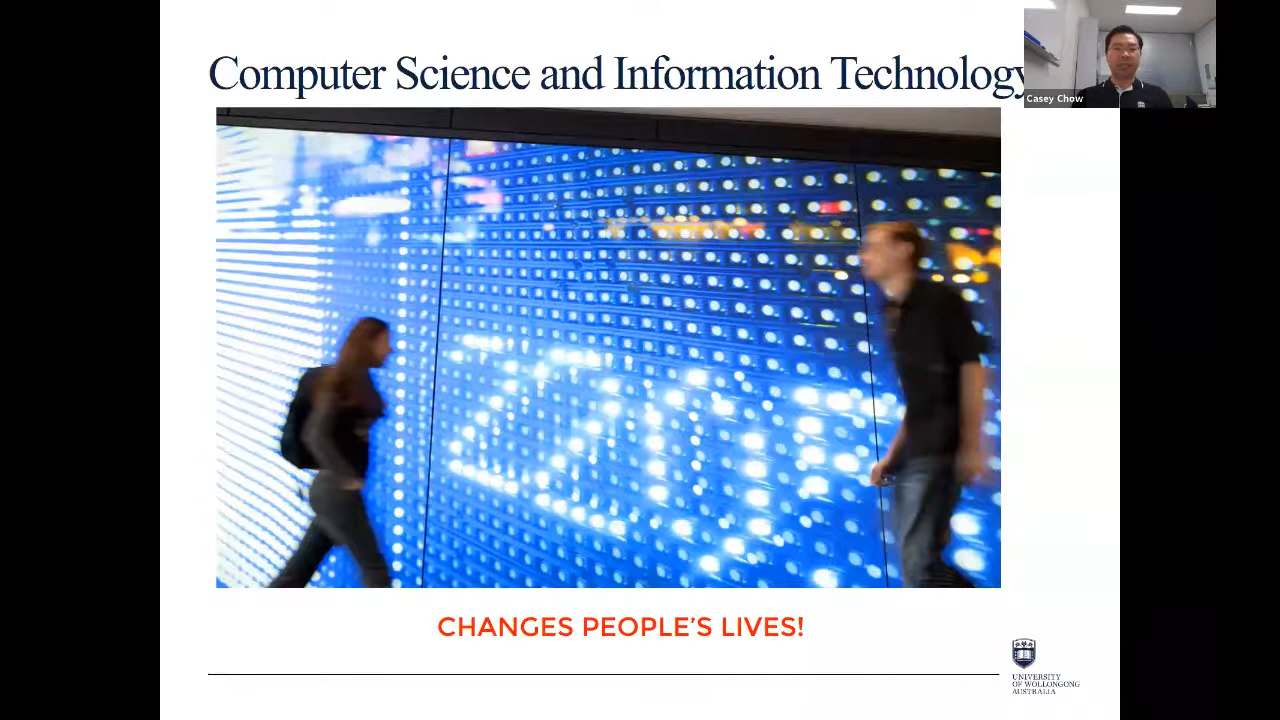 Computer Science and Information Technology
Casey Chow
CHANGES PEOPLE'S LIVES!
UNIVERSITY
OF WOLLONGONG
AUSTRALIA